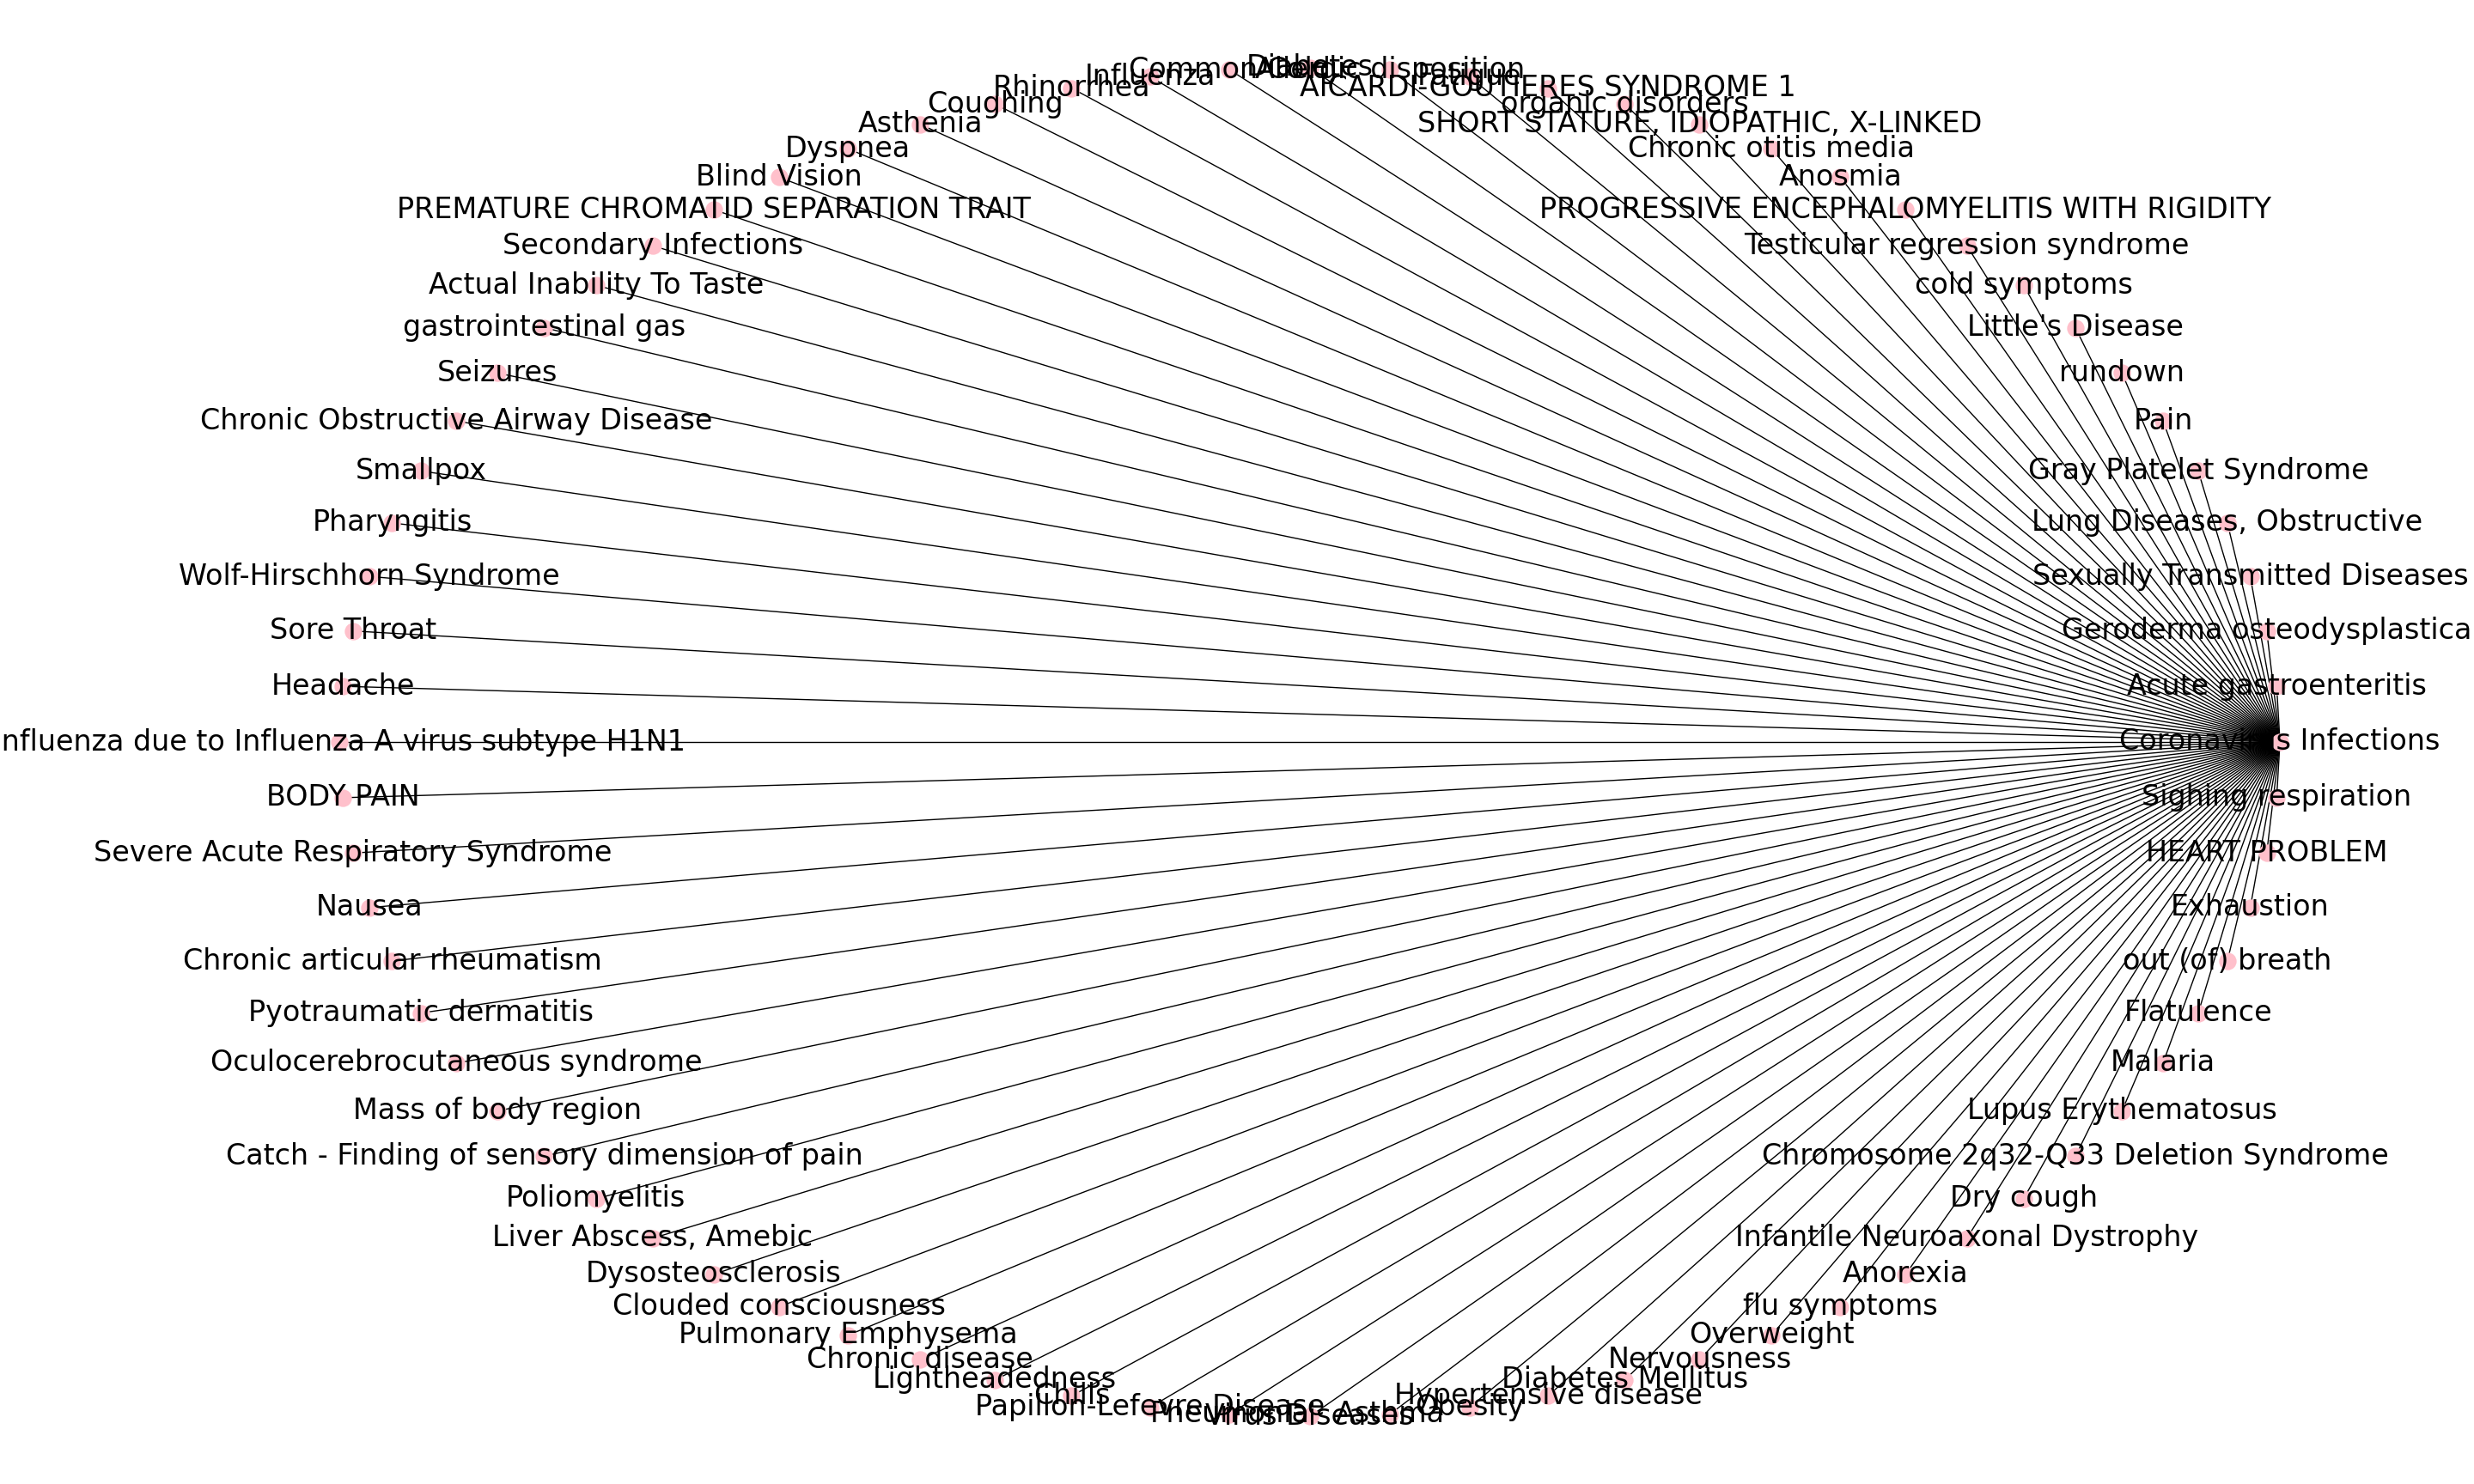 Diabetes
Common Cold
Allergic disposition
Influenza
Fatigue
Rhinorrhea
AICARDI-GOUTIERES SYNDROME 1
Coughing
organic disorders
Asthenia
SHORT STATURE, IDIOPATHIC, X-LINKED
Dyspnea
Chronic otitis media
Blind Vision
Anosmia
PREMATURE CHROMATID SEPARATION TRAIT
PROGRESSIVE ENCEPHALOMYELITIS WITH RIGIDITY
Secondary Infections
Testicular regression syndrome
Actual Inability To Taste
cold symptoms
gastrointestinal gas
Little's Disease
Seizures
rundown
Chronic Obstructive Airway Disease
Pain
Smallpox
Gray Platelet Syndrome
Pharyngitis
Lung Diseases, Obstructive
Wolf-Hirschhorn Syndrome
Sexually Transmitted Diseases
Sore Throat
Geroderma osteodysplastica
Headache
Acute gastroenteritis
nfluenza due to Influenza A virus subtype H1N1
Coronavirus Infections
BODY PAIN
Sighing respiration
Severe Acute Respiratory Syndrome
HEART PROBLEM
Nausea
Exhaustion
Chronic articular rheumatism
out (of) breath
Pyotraumatic dermatitis
Flatulence
Oculocerebrocutaneous syndrome
Malaria
Mass of body region
Lupus Erythematosus
Catch - Finding of sensory dimension of pain
Chromosome 2q32-Q33 Deletion Syndrome
Poliomyelitis
Dry cough
Liver Abscess, Amebic
Infantile Neuroaxonal Dystrophy
Dysosteosclerosis
Anorexia
Clouded consciousness
flu symptoms
Pulmonary Emphysema
Overweight
Chronic disease
Nervousness
Lightheadedness
Diabetes Mellitus
Chills
Hypertensive disease
Papillon-Lefevre Disease
Obesity
Pneumonia
Virus Diseases
Asthma